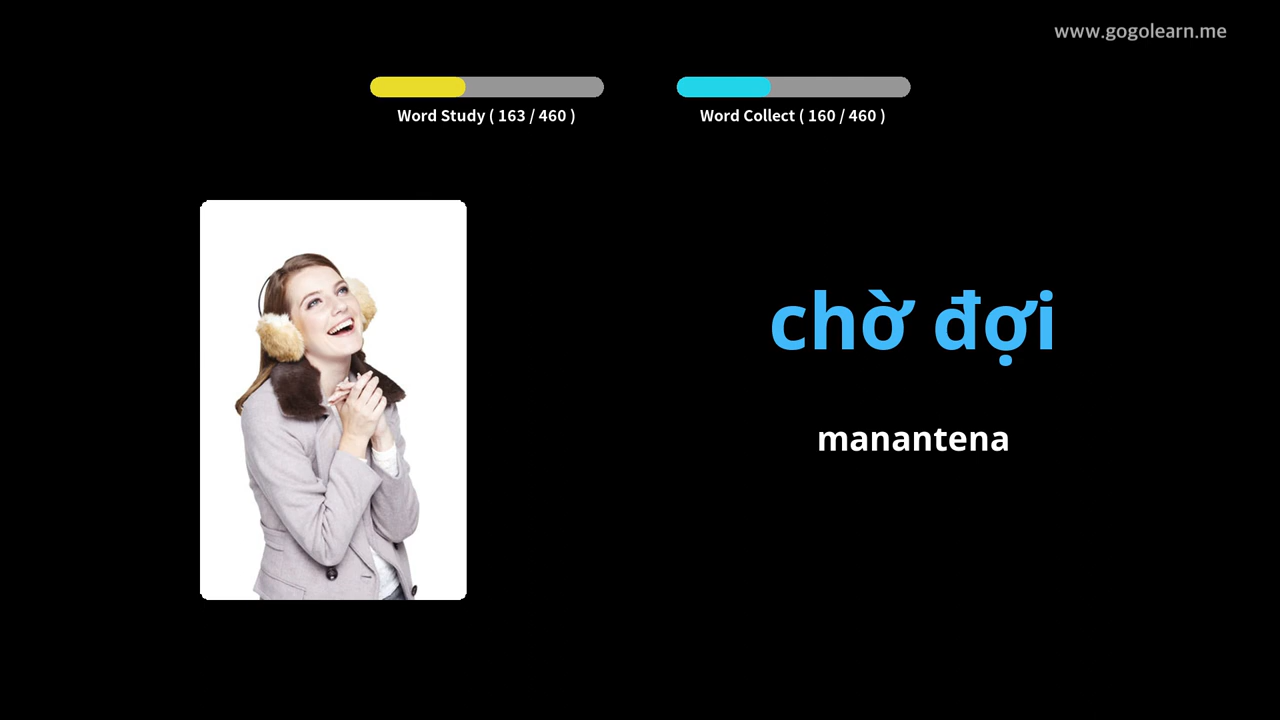 www.gogolearn.me
Word Study ( 163 / 460 )
Word Collect ( 160 / 460 )
chờ đợi
manantena